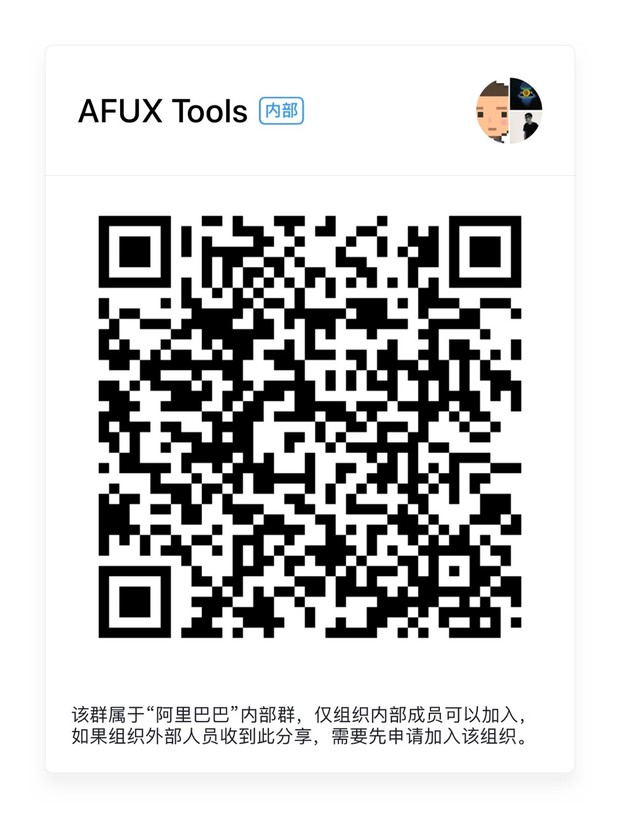 AFUX Tools 内部
该群属于“阿里巴巴”内部群，仅组织内部成员可以加入，
如果组织外部人员收到此分享，需要先申请加入该组织。